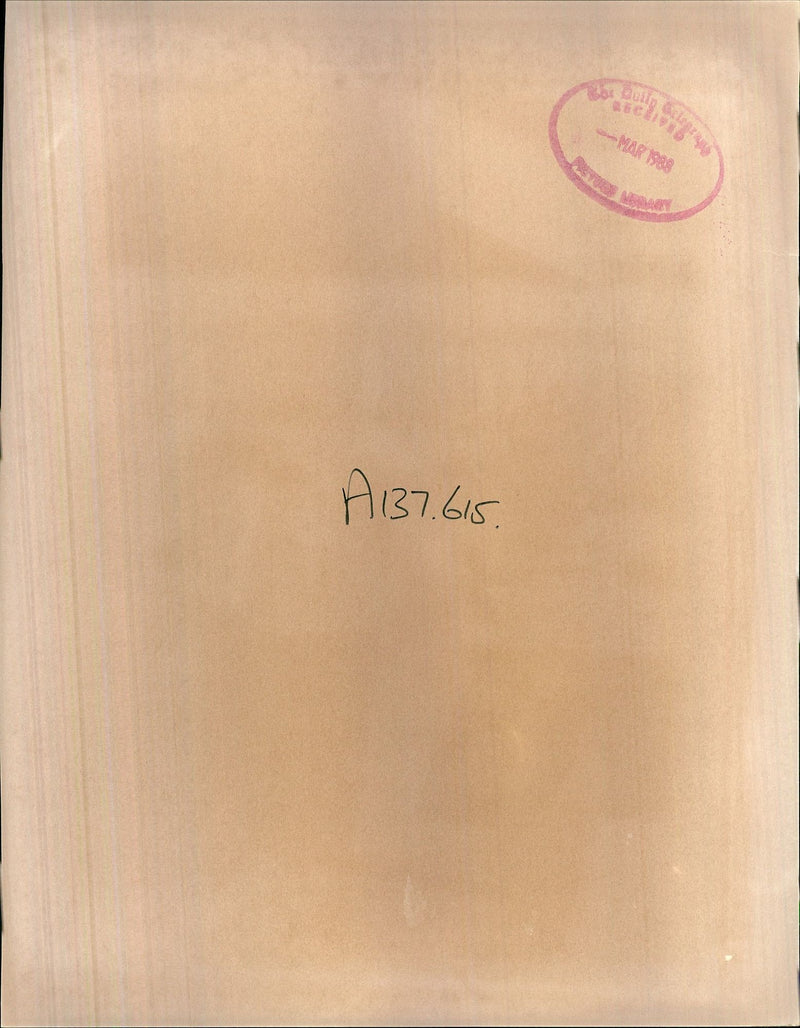 The Daily Telegraph
RECEIVED
— MAR 1988
PICTURE LIBRARY
A137.615.